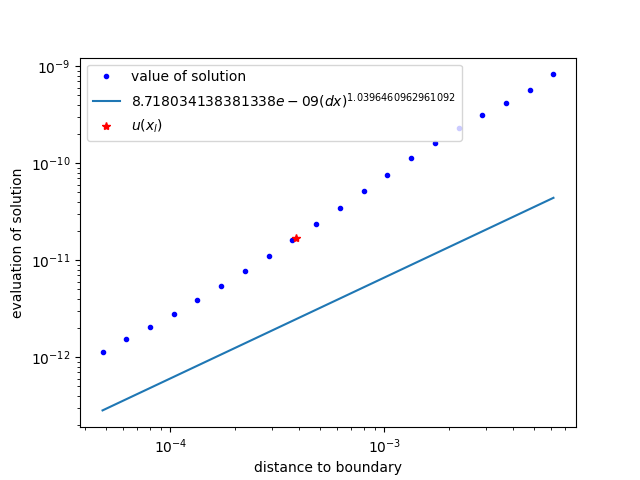 10⁻⁹
10⁻¹⁰
10⁻¹¹
10⁻¹²
evaluation of solution
value of solution
8.718034138381338e − 09(dx)^1.0396460962961092
u(x_l)
10⁻⁴
10⁻³
distance to boundary